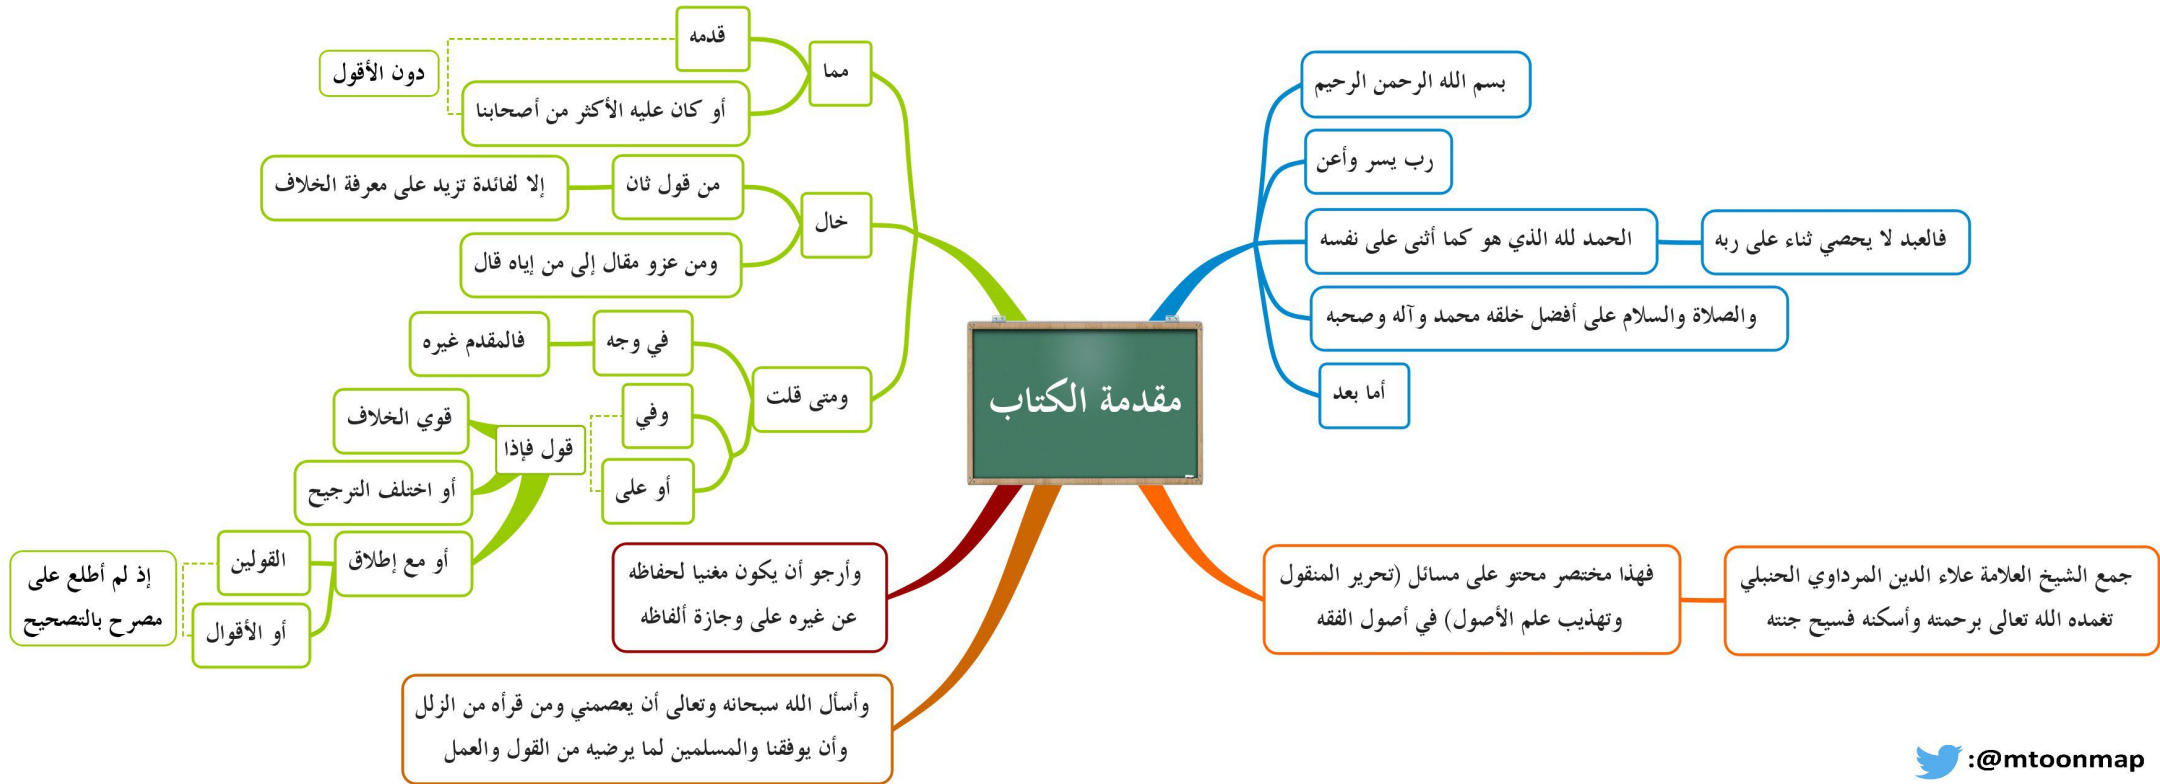 مقدمة الكتاب
بسم الله الرحمن الرحيم
رب يسر وأعن
الحمد لله الذي هو كما أثنى على نفسه
فالعبد لا يحصي ثناء على ربه
والصلاة والسلام على أفضل خلقه محمد وآله وصحبه
أما بعد
فهذا مختصر محتو على مسائل (تحرير المنقول
وتهذيب علم الأصول) في أصول الفقه
جمع الشيخ العلامة علاء الدين المرداوي الحنبلي
تغمده الله تعالى برحمته وأسكنه فسيح جنته
مما
قدمه
أو كان عليه الأكثر من أصحابنا
دون الأقول
خال
من قول ثان
إلا لفائدة تزيد على معرفة الخلاف
ومن عزو مقال إلى من إياه قال
ومتى قلت
في وجه
فالمقدم غيره
وفي
أو على
قول فإذا
قوي الخلاف
أو اختلف الترجيح
أو مع إطلاق
القولين
أو الأقوال
إذ لم أطلع على
مصرح بالتصحيح
وأرجو أن يكون مغنيا لحفاظه
عن غيره على وجازة ألفاظه
وأسأل الله سبحانه وتعالى أن يعصمني ومن قرأه من الزلل
وأن يوفقنا والمسلمين لما يرضيه من القول والعمل
:@mtoonmap